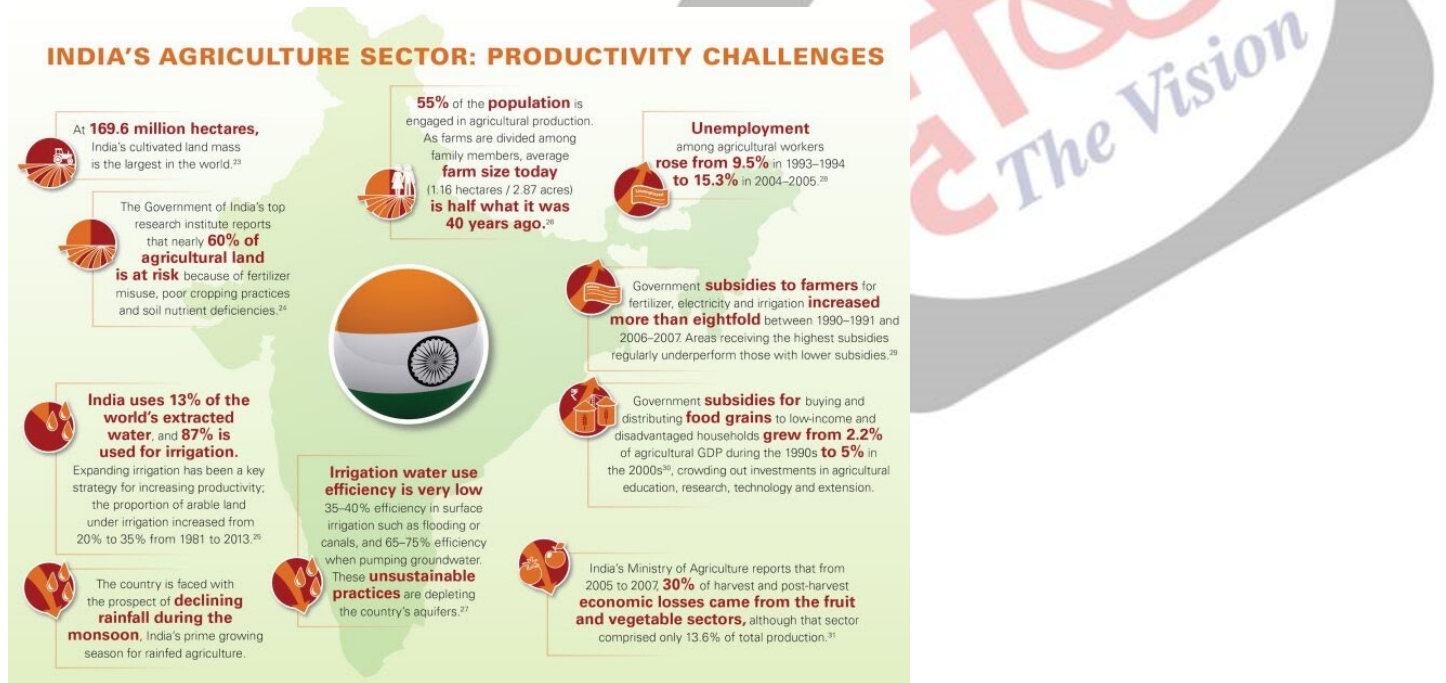 INDIA'S AGRICULTURE SECTOR: PRODUCTIVITY CHALLENGES
At 169.6 million hectares,
India's cultivated land mass
is the largest in the world.23
The Government of India's top
research institute reports
that nearly 60% of
agricultural land
is at risk because of fertilizer
misuse, poor cropping practices
and soil nutrient deficiencies.24
India uses 13% of the
world's extracted
water, and 87% is
used for irrigation.
Expanding irrigation has been a key
strategy for increasing productivity;
the proportion of arable land
under irrigation increased from
20% to 35% from 1981 to 2013.25
The country is faced with
the prospect of declining
rainfall during the
monsoon, India's prime growing
season for rainfed agriculture.
55% of the population is
engaged in agricultural production.
As farms are divided among
family members, average
farm size today
(1.16 hectares / 2.87 acres)
is half what it was
40 years ago.26
Irrigation water use
efficiency is very low
35–40% efficiency in surface
irrigation such as flooding or
canals, and 65–75% efficiency
when pumping groundwater.
These unsustainable
practices are depleting
the country's aquifers.27
Unemployment
among agricultural workers
rose from 9.5% in 1993–1994
to 15.3% in 2004–2005.28
Unemployed
Government subsidies to farmers for
fertilizer, electricity and irrigation increased
more than eightfold between 1990–1991 and
2006–2007. Areas receiving the highest subsidies
regularly underperform those with lower subsidies.29
₹
Government subsidies for buying and
distributing food grains to low-income and
disadvantaged households grew from 2.2%
of agricultural GDP during the 1990s to 5% in
the 2000s30, crowding out investments in agricultural
education, research, technology and extension.
India's Ministry of Agriculture reports that from
2005 to 2007, 30% of harvest and post-harvest
economic losses came from the fruit
and vegetable sectors, although that sector
comprised only 13.6% of total production.31
The Vision